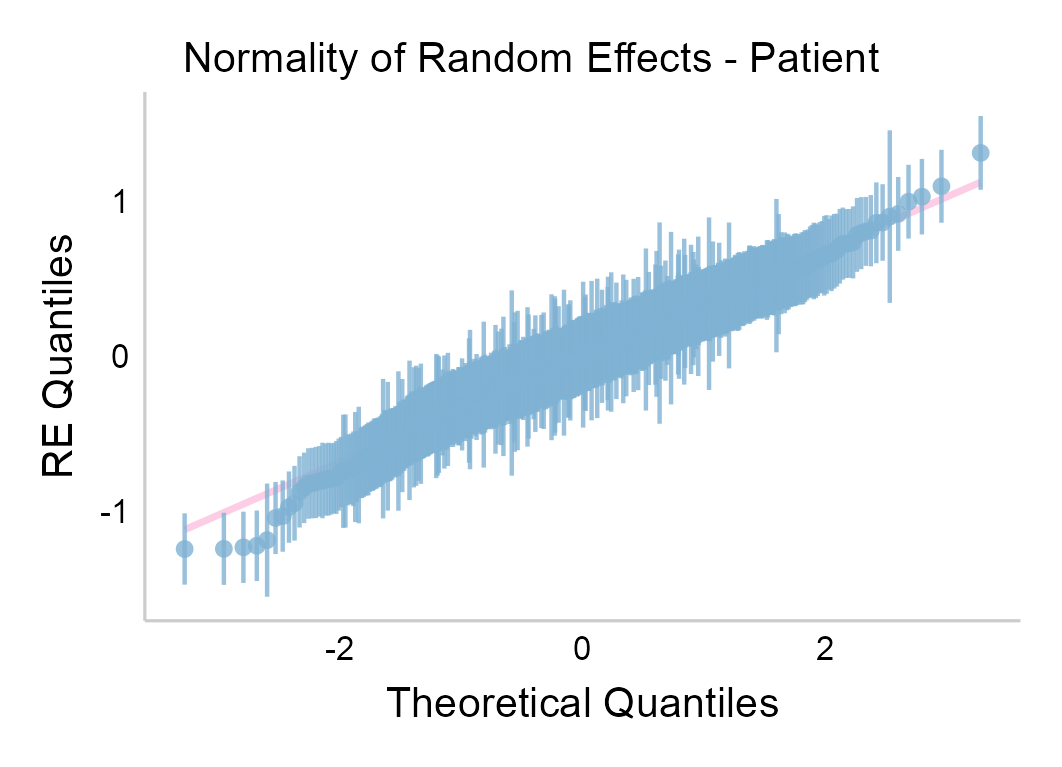 Normality of Random Effects - Patient
RE Quantiles
1
0
-1
-2 0 2
Theoretical Quantiles